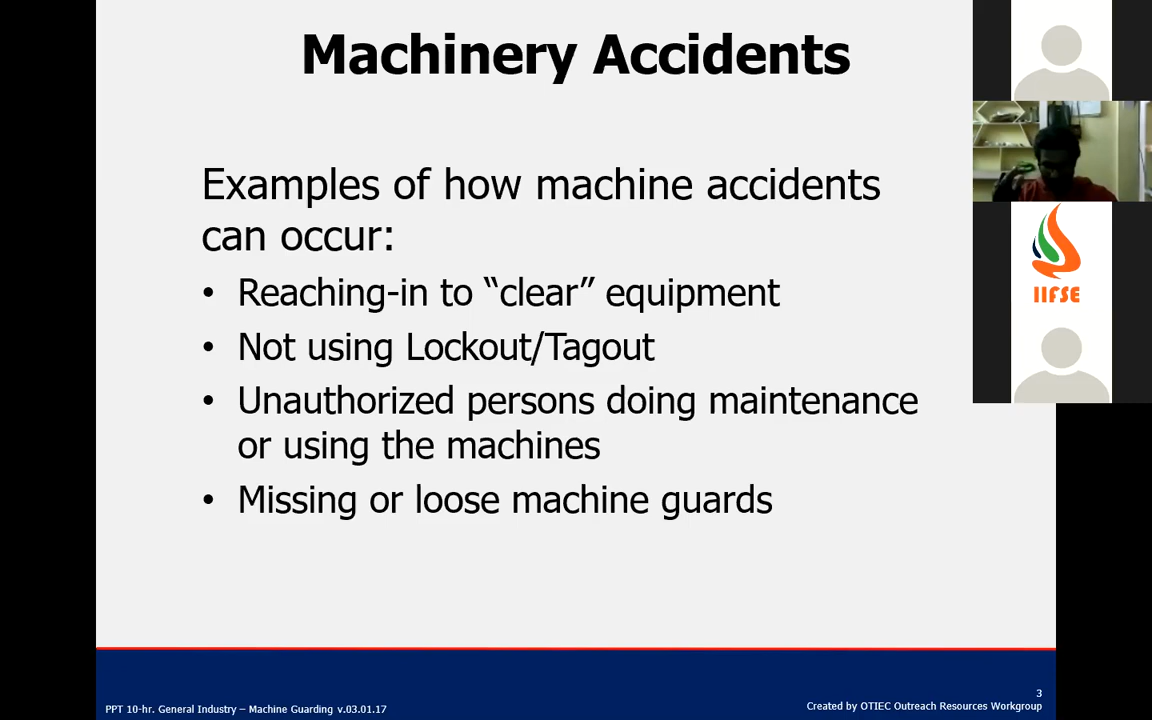 Machinery Accidents
Examples of how machine accidents
can occur:
• Reaching-in to “clear” equipment
• Not using Lockout/Tagout
• Unauthorized persons doing maintenance
or using the machines
• Missing or loose machine guards
IIFSE
3
PPT 10-hr. General Industry – Machine Guarding v.03.01.17
Created by OTIEC Outreach Resources Workgroup